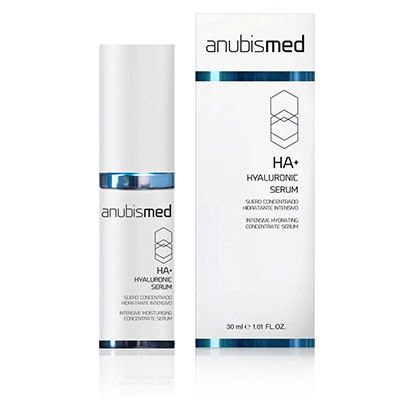 anubismed
HA+
HYALURONIC
SERUM
SUERO CONCENTRADO
HIDRATANTE INTENSIVO
INTENSIVE MOISTURISING
CONCENTRATE SERUM
anubismed
HA+
HYALURONIC
SERUM
SUERO CONCENTRADO
HIDRATANTE INTENSIVO
INTENSIVE HYDRATING
CONCENTRATE SERUM
30 ml e 1.01 FL.OZ.